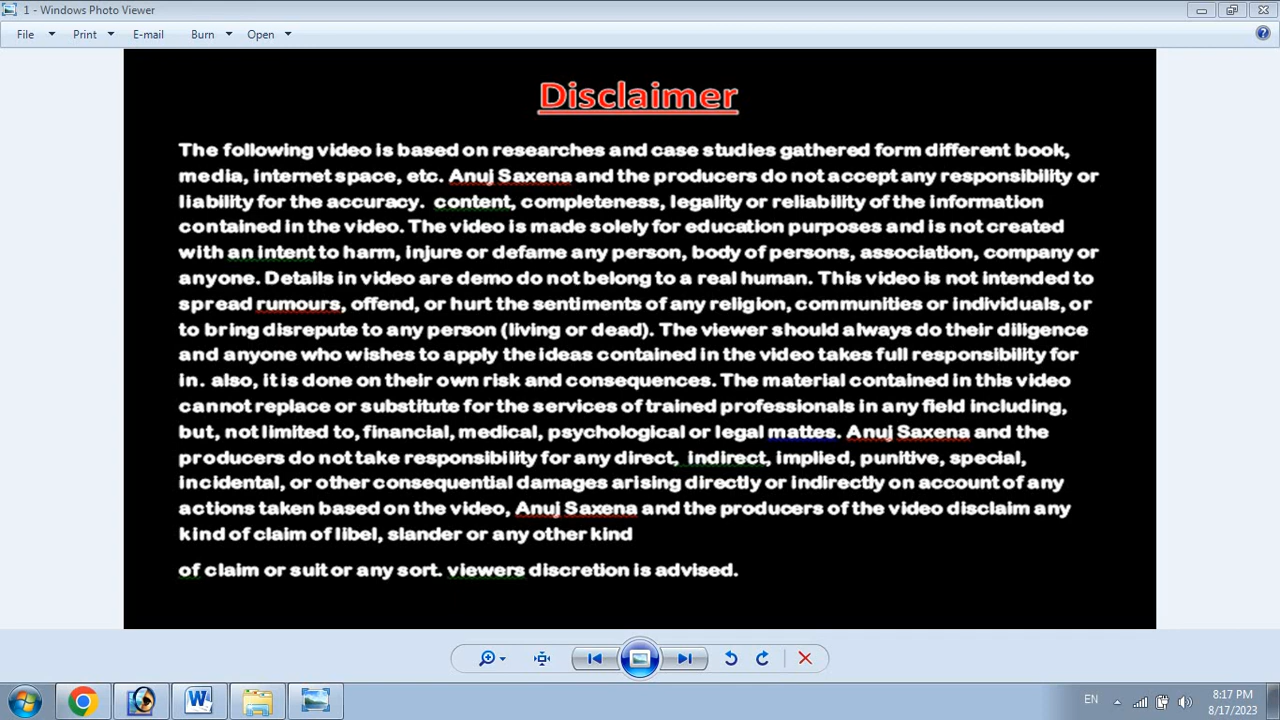 1 - Windows Photo Viewer
File Print E-mail Burn Open
Disclaimer
The following video is based on researches and case studies gathered form different book,
media, internet space, etc. Anuj Saxena and the producers do not accept any responsibility or
liability for the accuracy. content, completeness, legality or reliability of the information
contained in the video. The video is made solely for education purposes and is not created
with an intent to harm, injure or defame any person, body of persons, association, company or
anyone. Details in video are demo do not belong to a real human. This video is not intended to
spread rumours, offend, or hurt the sentiments of any religion, communities or individuals, or
to bring disrepute to any person (living or dead). The viewer should always do their diligence
and anyone who wishes to apply the ideas contained in the video takes full responsibility for
in. also, it is done on their own risk and consequences. The material contained in this video
cannot replace or substitute for the services of trained professionals in any field including,
but, not limited to, financial, medical, psychological or legal mattes. Anuj Saxena and the
producers do not take responsibility for any direct, indirect, implied, punitive, special,
incidental, or other consequential damages arising directly or indirectly on account of any
actions taken based on the video, Anuj Saxena and the producers of the video disclaim any
kind of claim of libel, slander or any other kind
of claim or suit or any sort. viewers discretion is advised.
EN
8:17 PM
8/17/2023